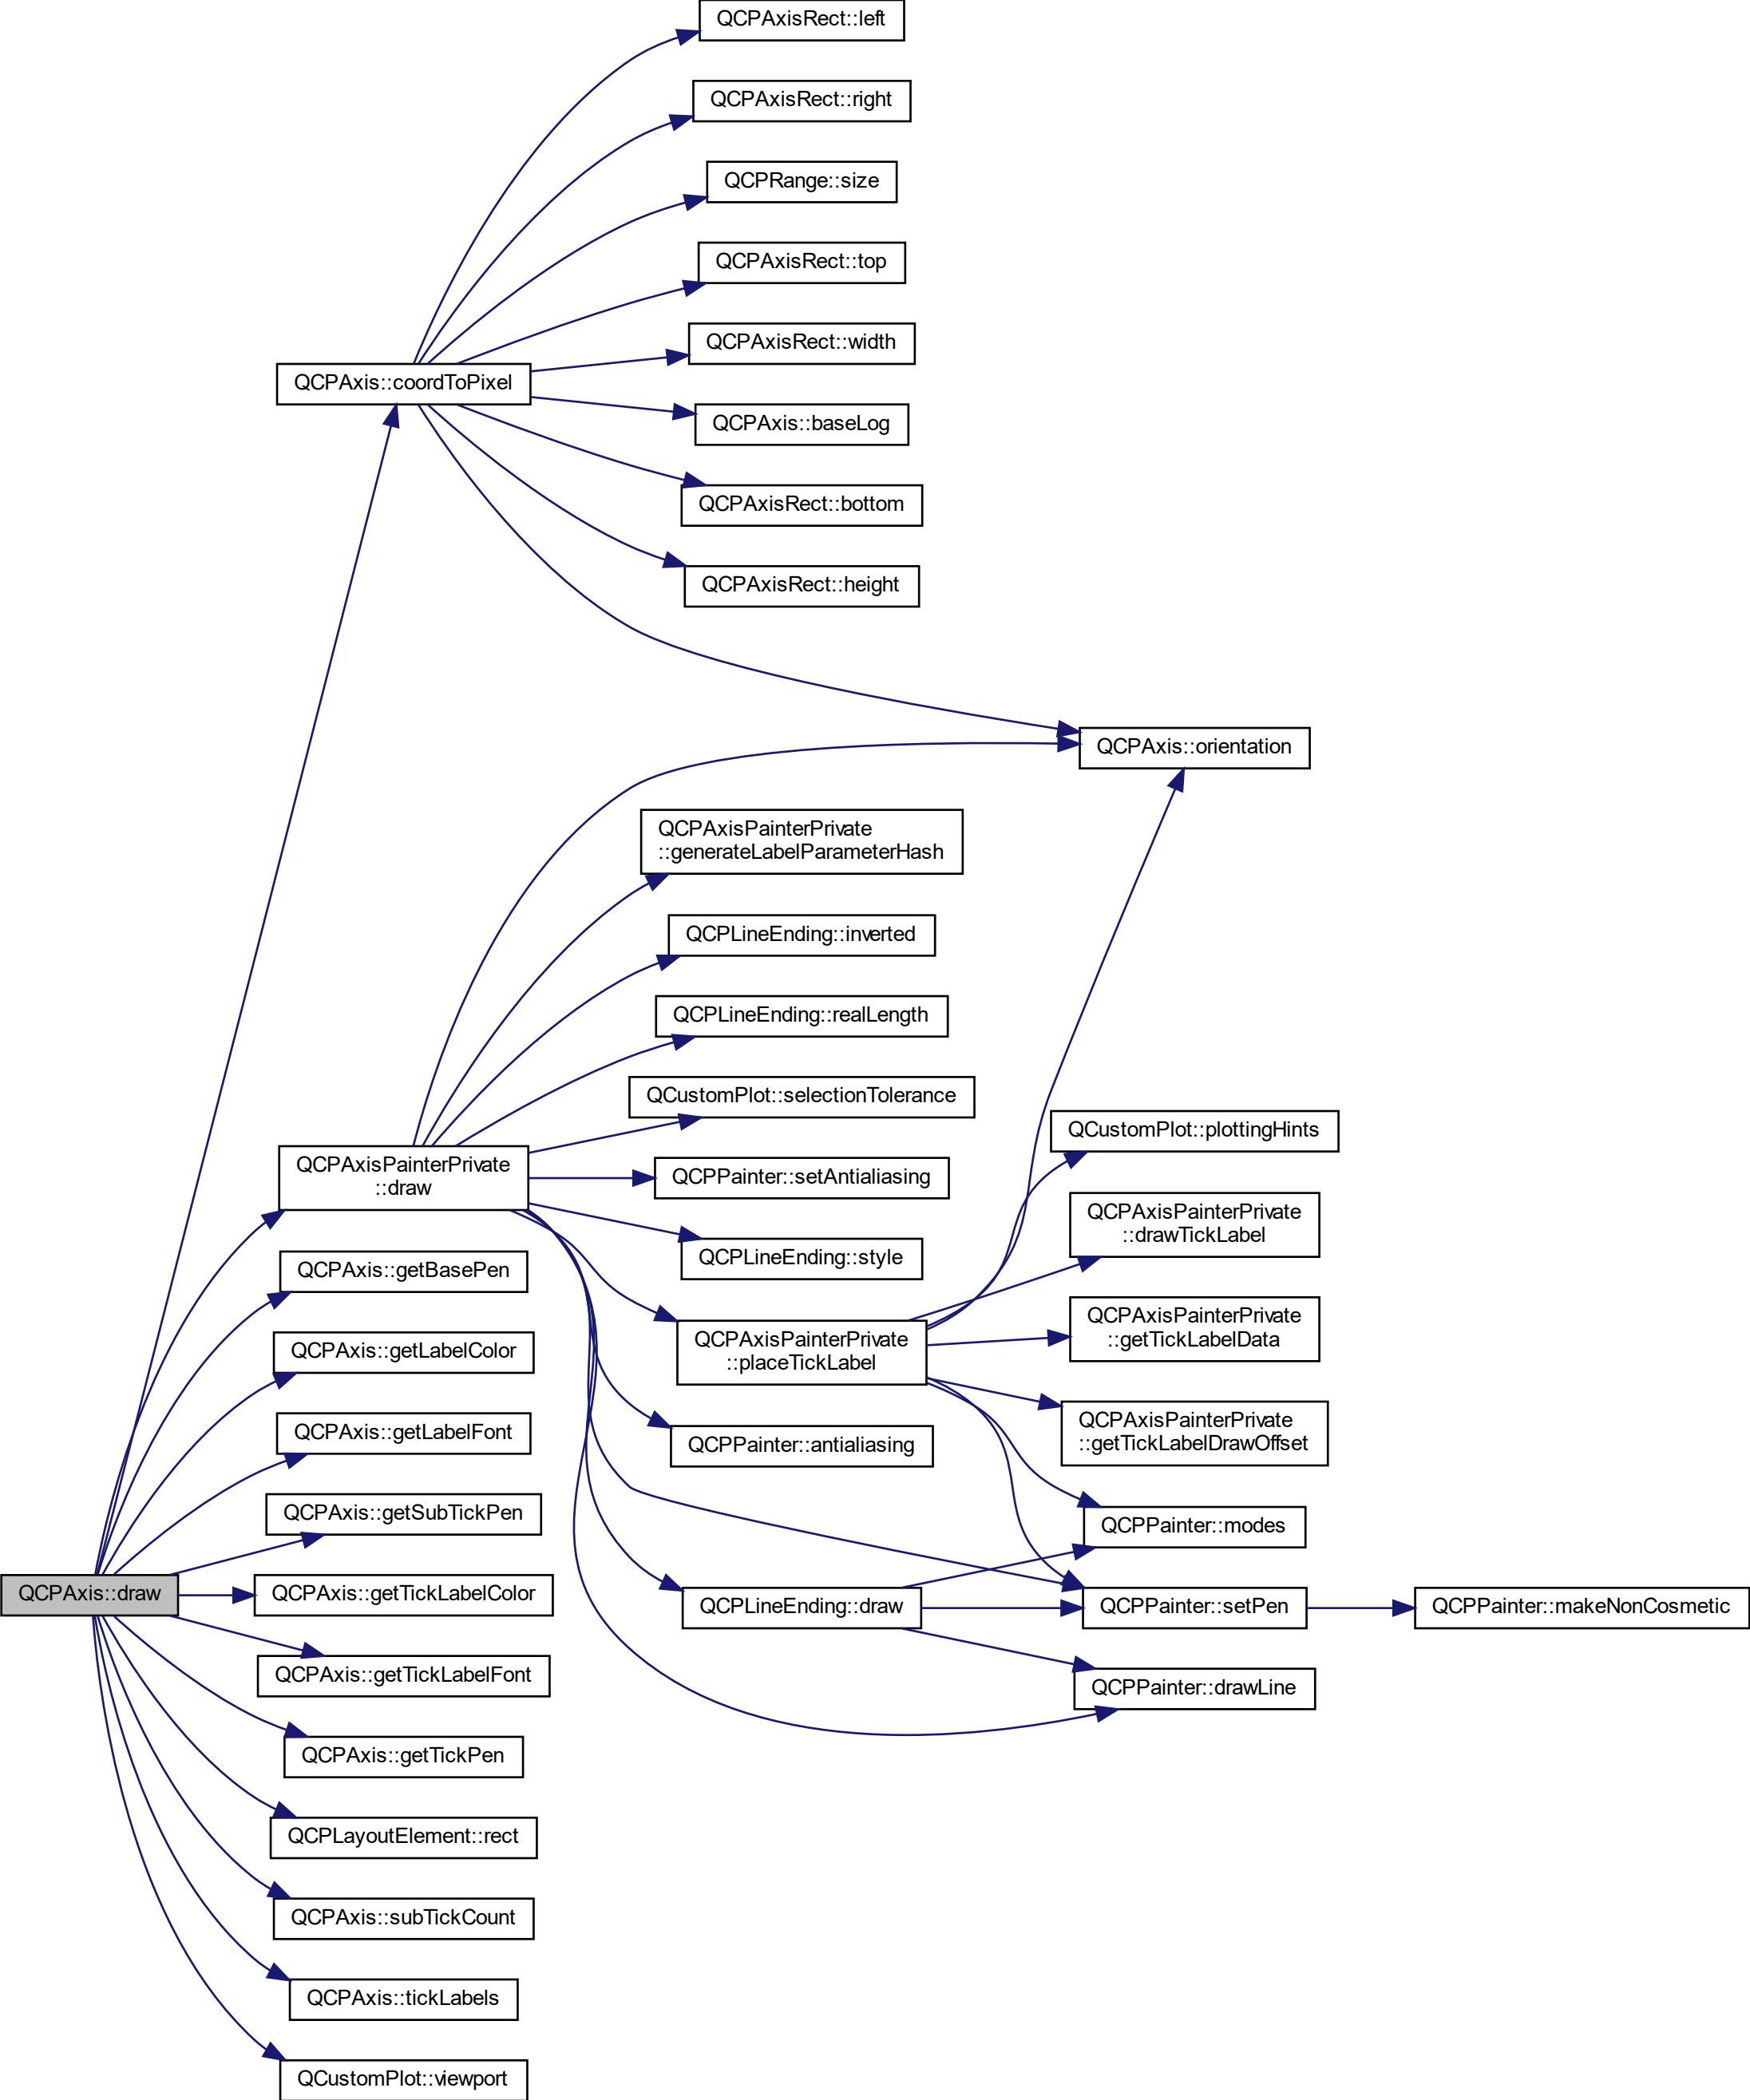 QCPAxisRect::left
QCPAxisRect::right
QCPRange::size
QCPAxisRect::top
QCPAxisRect::width
QCPAxis::coordToPixel
QCPAxis::baseLog
QCPAxisRect::bottom
QCPAxisRect::height
QCPAxis::orientation
QCPAxisPainterPrivate
::generateLabelParameterHash
QCPLineEnding::inverted
QCPLineEnding::realLength
QCustomPlot::selectionTolerance
QCustomPlot::plottingHints
QCPAxisPainterPrivate
::draw
QCPPainter::setAntialiasing
QCPAxisPainterPrivate
::drawTickLabel
QCPLineEnding::style
QCPAxis::getBasePen
QCPAxisPainterPrivate
::getTickLabelData
QCPAxis::getLabelColor
QCPAxisPainterPrivate
::placeTickLabel
QCPAxis::getLabelFont
QCPPainter::antialiasing
QCPAxisPainterPrivate
::getTickLabelDrawOffset
QCPAxis::getSubTickPen
QCPPainter::modes
QCPAxis::draw
QCPAxis::getTickLabelColor
QCPLineEnding::draw
QCPPainter::setPen
QCPPainter::makeNonCosmetic
QCPAxis::getTickLabelFont
QCPPainter::drawLine
QCPAxis::getTickPen
QCPLayoutElement::rect
QCPAxis::subTickCount
QCPAxis::tickLabels
QCustomPlot::viewport